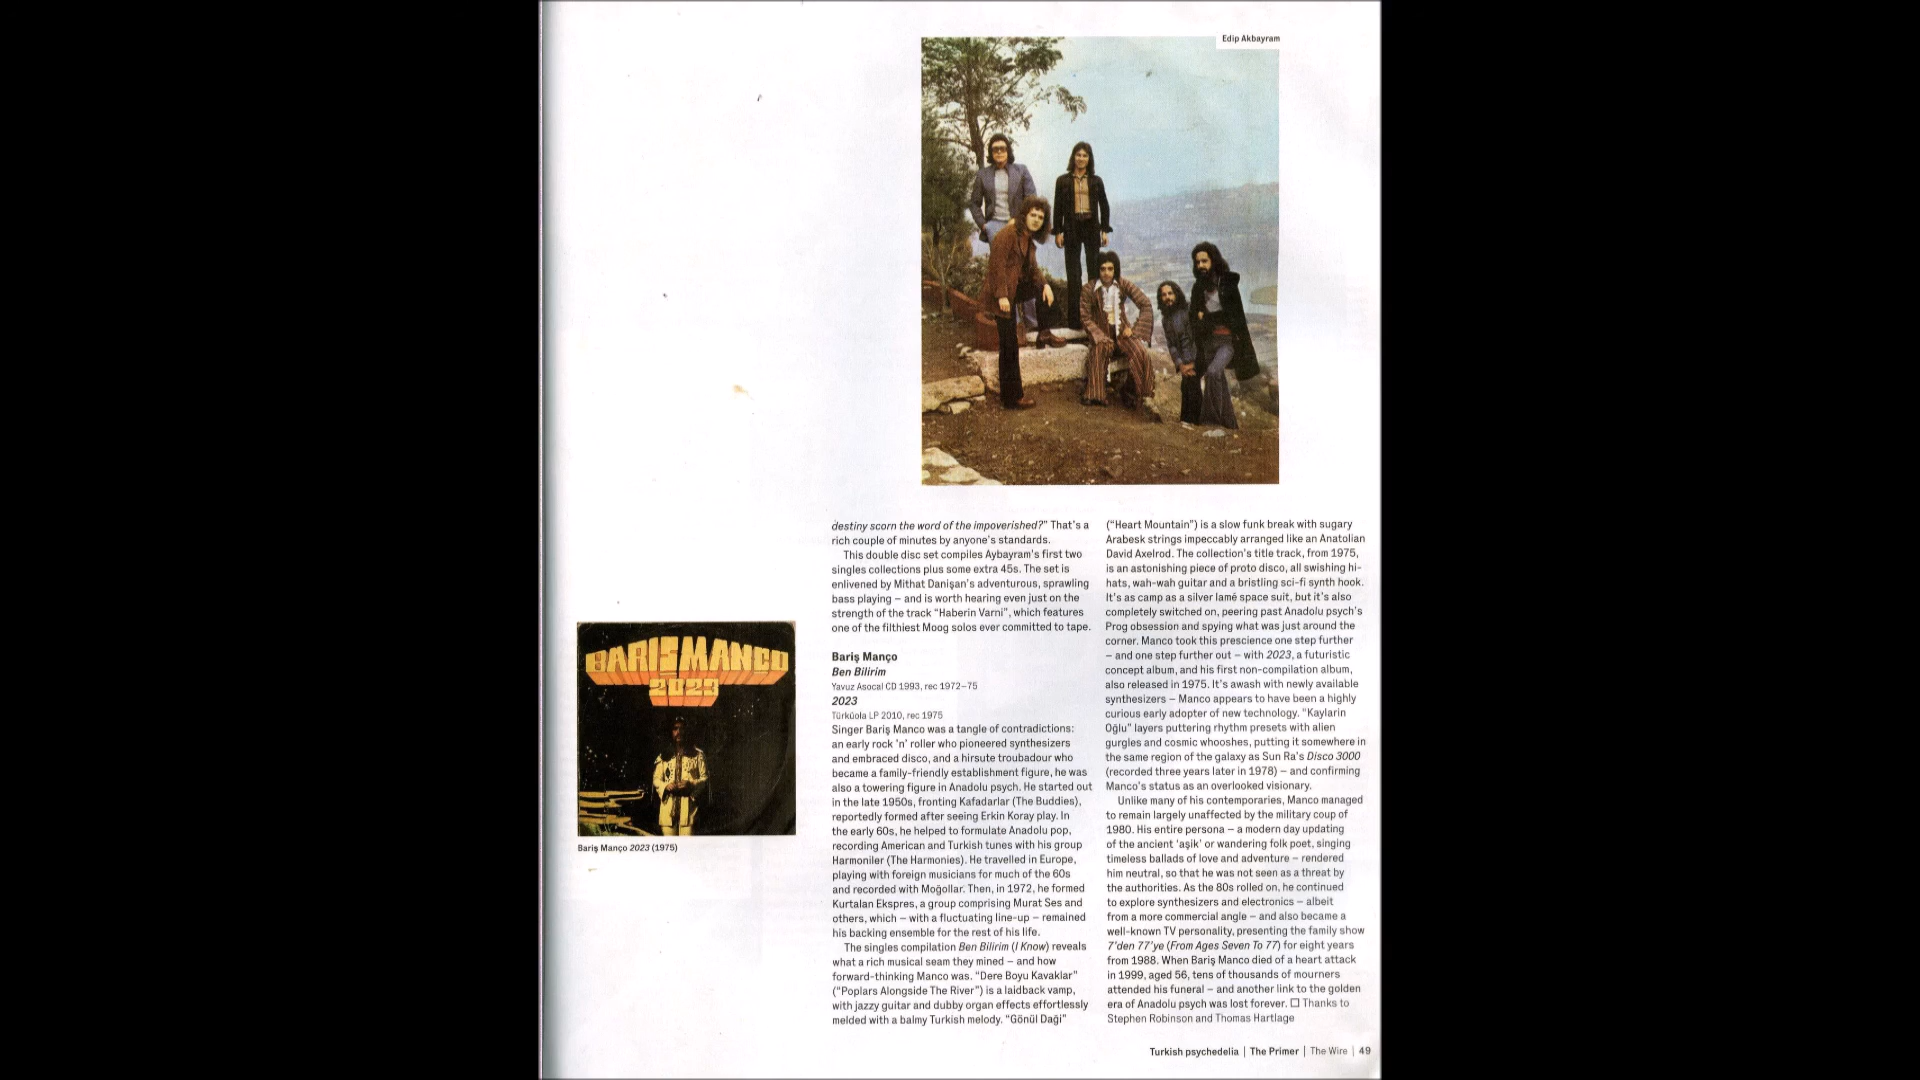 Edip Akbayram
destiny scorn the word of the impoverished?" That's a
rich couple of minutes by anyone's standards.
This double disc set compiles Aybayram's first two
singles collections plus some extra 45s. The set is
enlivened by Mithat Danişan's adventurous, sprawling
bass playing – and is worth hearing even just on the
strength of the track "Haberin Varni", which features
one of the filthiest Moog solos ever committed to tape.
Bariş Manço
Ben Bilirim
Yavuz Asocal CD 1993, rec 1972–75
2023
Türküola LP 2010, rec 1975
Singer Bariş Manco was a tangle of contradictions:
an early rock 'n' roller who pioneered synthesizers
and embraced disco, and a hirsute troubadour who
became a family-friendly establishment figure, he was
also a towering figure in Anadolu psych. He started out
in the late 1950s, fronting Kafadarlar (The Buddies),
reportedly formed after seeing Erkin Koray play. In
the early 60s, he helped to formulate Anadolu pop,
recording American and Turkish tunes with his group
Harmoniler (The Harmonies). He travelled in Europe,
playing with foreign musicians for much of the 60s
and recorded with Moğollar. Then, in 1972, he formed
Kurtalan Ekspres, a group comprising Murat Ses and
others, which – with a fluctuating line-up – remained
his backing ensemble for the rest of his life.
The singles compilation Ben Bilirim (I Know) reveals
what a rich musical seam they mined – and how
forward-thinking Manco was. "Dere Boyu Kavaklar"
("Poplars Alongside The River") is a laidback vamp,
with jazzy guitar and dubby organ effects effortlessly
melded with a balmy Turkish melody. "Gönül Daği"
("Heart Mountain") is a slow funk break with sugary
Arabesk strings impeccably arranged like an Anatolian
David Axelrod. The collection's title track, from 1975,
is an astonishing piece of proto disco, all swishing hi-
hats, wah-wah guitar and a bristling sci-fi synth hook.
It's as camp as a silver lamé space suit, but it's also
completely switched on, peering past Anadolu psych's
Prog obsession and spying what was just around the
corner. Manco took this prescience one step further
– and one step further out – with 2023, a futuristic
concept album, and his first non-compilation album,
also released in 1975. It's awash with newly available
synthesizers – Manco appears to have been a highly
curious early adopter of new technology. "Kaylarin
Oğlu" layers puttering rhythm presets with alien
gurgles and cosmic whooshes, putting it somewhere in
the same region of the galaxy as Sun Ra's Disco 3000
(recorded three years later in 1978) – and confirming
Manco's status as an overlooked visionary.
Unlike many of his contemporaries, Manco managed
to remain largely unaffected by the military coup of
1980. His entire persona – a modern day updating
of the ancient 'aşik' or wandering folk poet, singing
timeless ballads of love and adventure – rendered
him neutral, so that he was not seen as a threat by
the authorities. As the 80s rolled on, he continued
to explore synthesizers and electronics – albeit
from a more commercial angle – and also became a
well-known TV personality, presenting the family show
7'den 77'ye (From Ages Seven To 77) for eight years
from 1988. When Bariş Manco died of a heart attack
in 1999, aged 56, tens of thousands of mourners
attended his funeral – and another link to the golden
era of Anadolu psych was lost forever. □ Thanks to
Stephen Robinson and Thomas Hartlage
BARIŞ MANÇO
2023
Bariş Manço 2023 (1975)
Turkish psychedelia | The Primer | The Wire | 49